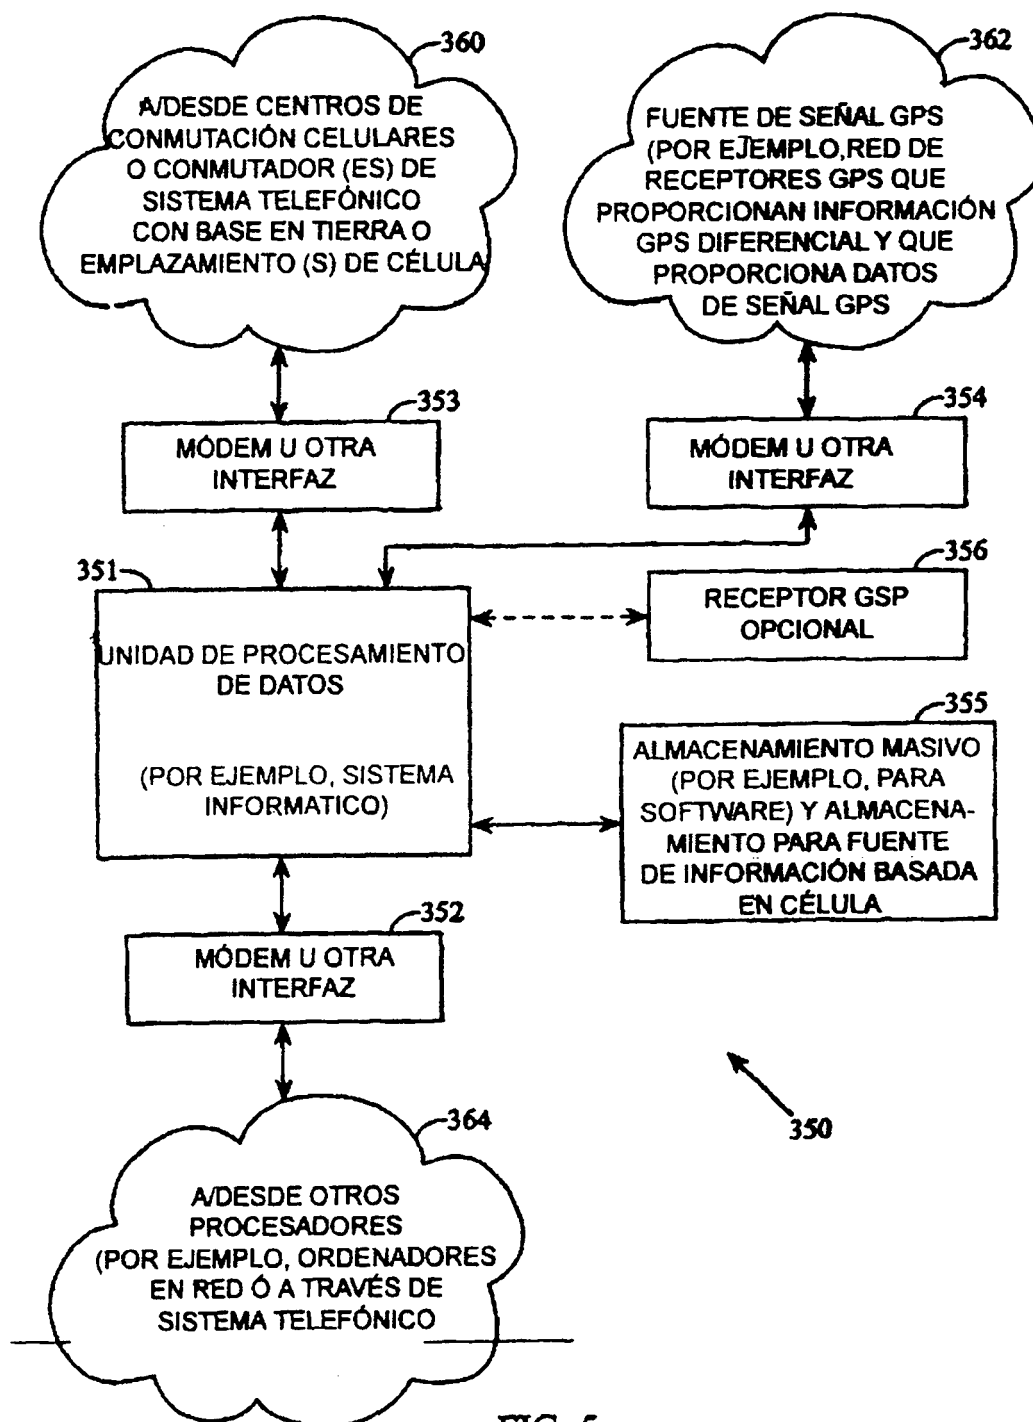 360
A/DESDE CENTROS DE
CONMUTACIÓN CELULARES
O CONMUTADOR (ES) DE
SISTEMA TELEFÓNICO
CON BASE EN TIERRA O
EMPLAZAMIENTO (S) DE CÉLULA
362
FUENTE DE SEÑAL GPS
(POR EJEMPLO,RED DE
RECEPTORES GPS QUE
PROPORCIONAN INFORMACIÓN
GPS DIFERENCIAL Y QUE
PROPORCIONA DATOS
DE SEÑAL GPS
353
MÓDEM U OTRA
INTERFAZ
354
MÓDEM U OTRA
INTERFAZ
351
UNIDAD DE PROCESAMIENTO
DE DATOS
(POR EJEMPLO, SISTEMA
INFORMATICO)
356
RECEPTOR GSP
OPCIONAL
355
ALMACENAMIENTO MASIVO
(POR EJEMPLO, PARA
SOFTWARE) Y ALMACENA-
MIENTO PARA FUENTE
DE INFORMACIÓN BASADA
EN CÉLULA
352
MÓDEM U OTRA
INTERFAZ
350
364
A/DESDE OTROS
PROCESADORES
(POR EJEMPLO, ORDENADORES
EN RED Ó A TRAVÉS DE
SISTEMA TELEFÓNICO
FIG. 5